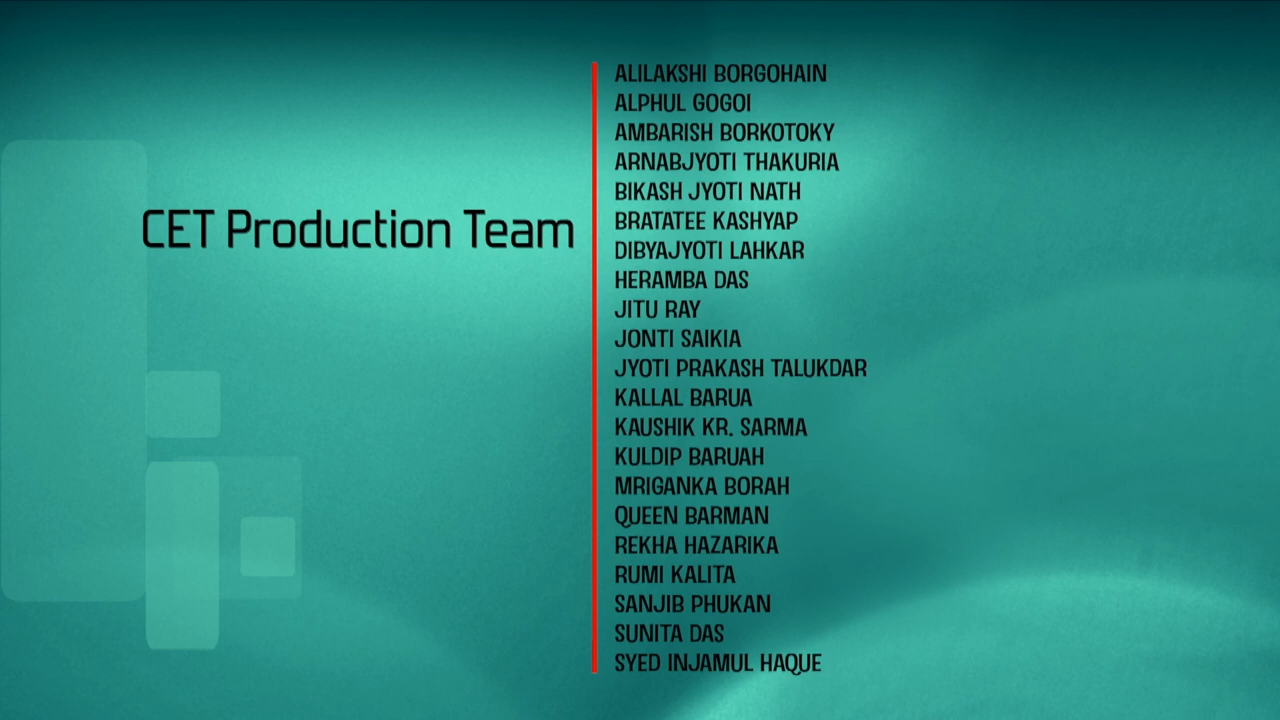 CET Production Team
ALILAKSHI BORGOHAIN
ALPHUL GOGOI
AMBARISH BORKOTOKY
ARNABJYOTI THAKURIA
BIKASH JYOTI NATH
BRATATEE KASHYAP
DIBYAJYOTI LAHKAR
HERAMBA DAS
JITU RAY
JONTI SAIKIA
JYOTI PRAKASH TALUKDAR
KALLAL BARUA
KAUSHIK KR. SARMA
KULDIP BARUAH
MRIGANKA BORAH
QUEEN BARMAN
REKHA HAZARIKA
RUMI KALITA
SANJIB PHUKAN
SUNITA DAS
SYED INJAMUL HAQUE